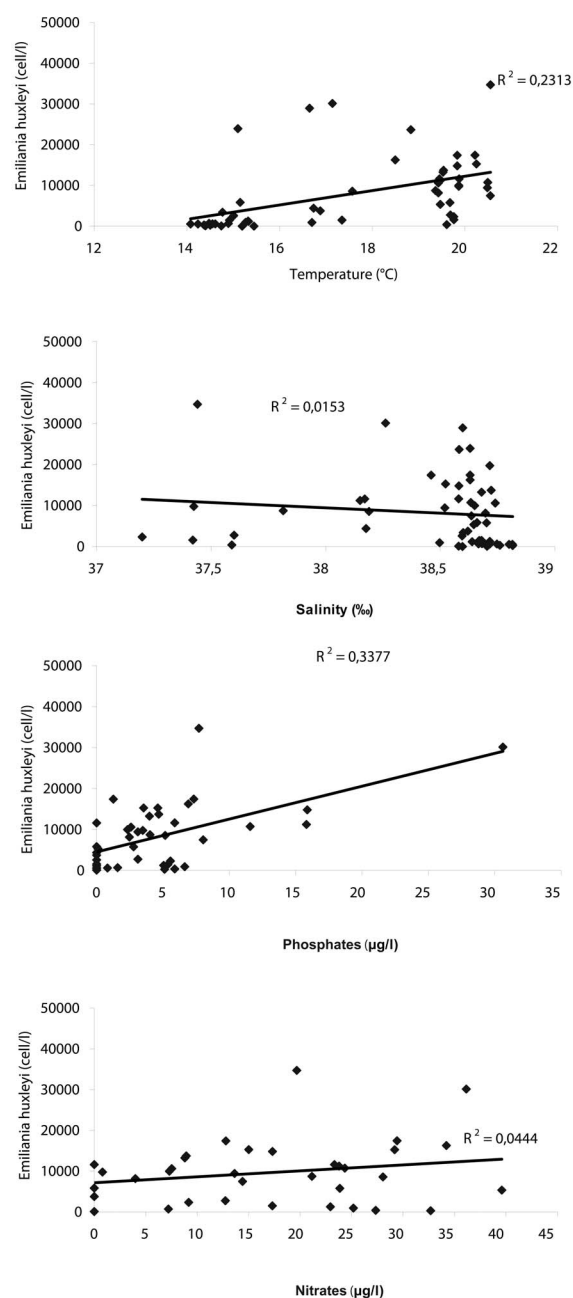 Emiliania huxleyi (cell/l)
50000
40000
30000
20000
10000
0
R² = 0,2313
12 14 16 18 20 22
Temperature (°C)
Emiliania huxleyi (cell/l)
50000
40000
30000
20000
10000
0
R² = 0,0153
37 37,5 38 38,5 39
Salinity (‰)
Emiliania huxleyi (cell/l)
R² = 0,3377
50000
40000
30000
20000
10000
0
0 5 10 15 20 25 30 35
Phosphates (µg/l)
Emiliania huxleyi (cell/l)
50000
40000
30000
20000
10000
0
R² = 0,0444
0 5 10 15 20 25 30 35 40 45
Nitrates (µg/l)